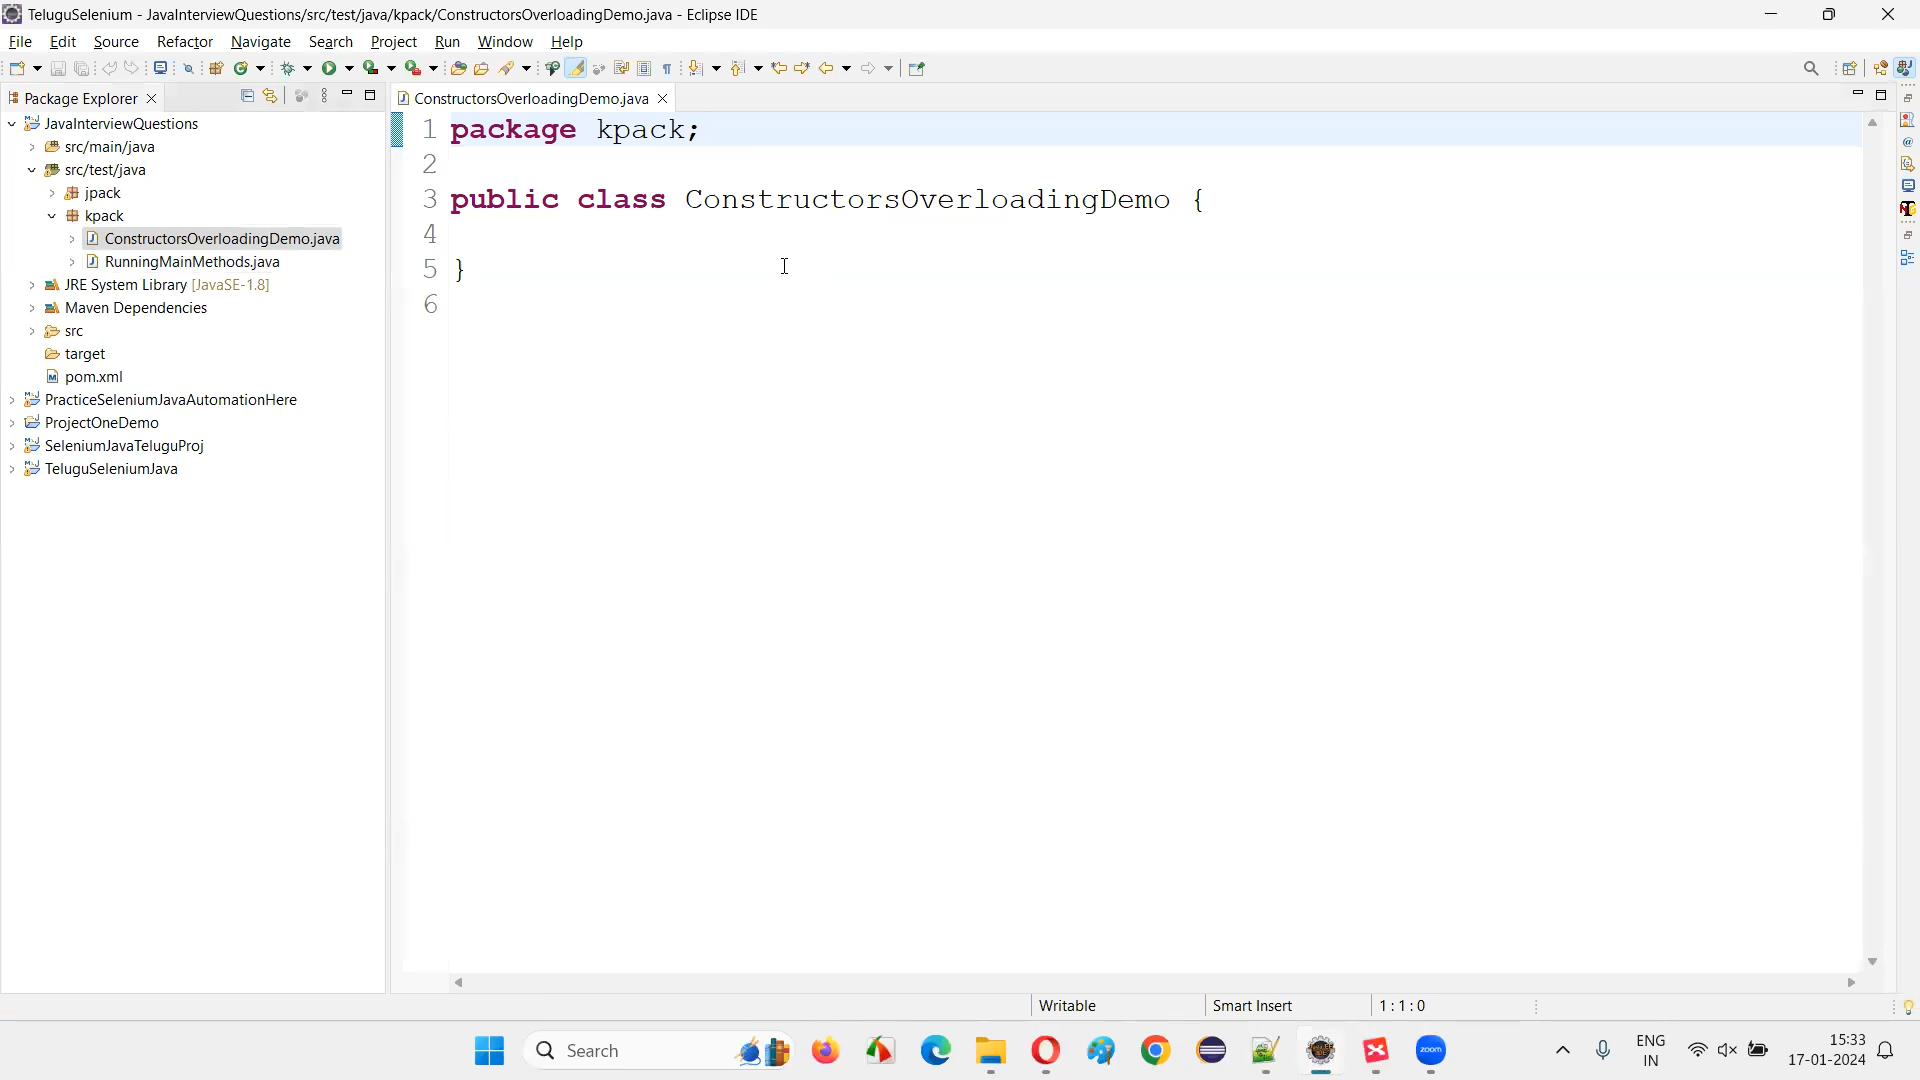 TeluguSelenium - JavaInterviewQuestions/src/test/java/kpack/ConstructorsOverloadingDemo.java - Eclipse IDE
File Edit Source Refactor Navigate Search Project Run Window Help
Package Explorer
ConstructorsOverloadingDemo.java
JavaInterviewQuestions
src/main/java
src/test/java
jpack
kpack
ConstructorsOverloadingDemo.java
RunningMainMethods.java
JRE System Library [JavaSE-1.8]
Maven Dependencies
src
target
pom.xml
PracticeSeleniumJavaAutomationHere
ProjectOneDemo
SeleniumJavaTeluguProj
TeluguSeleniumJava
1 package kpack;
2
3 public class ConstructorsOverloadingDemo {
4
5 }
6
Writable Smart Insert 1 : 1 : 0
Search
zoom
ENG
IN
15:33
17-01-2024